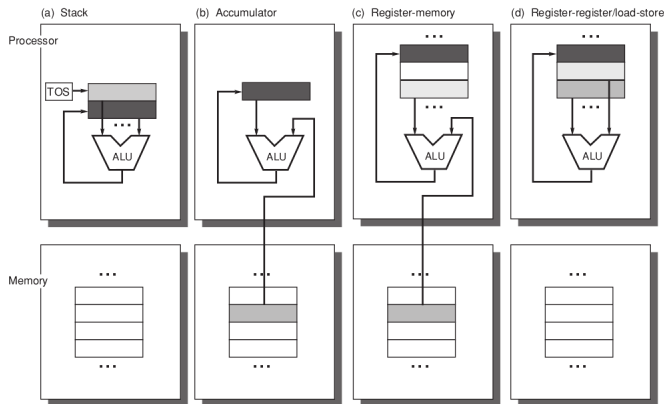 (a) Stack
(b) Accumulator
(c) Register-memory
(d) Register-register/load-store
Processor
TOS
...
ALU
ALU
...
...
ALU
...
...
ALU
Memory
...
...
...
...
...
...
...
...